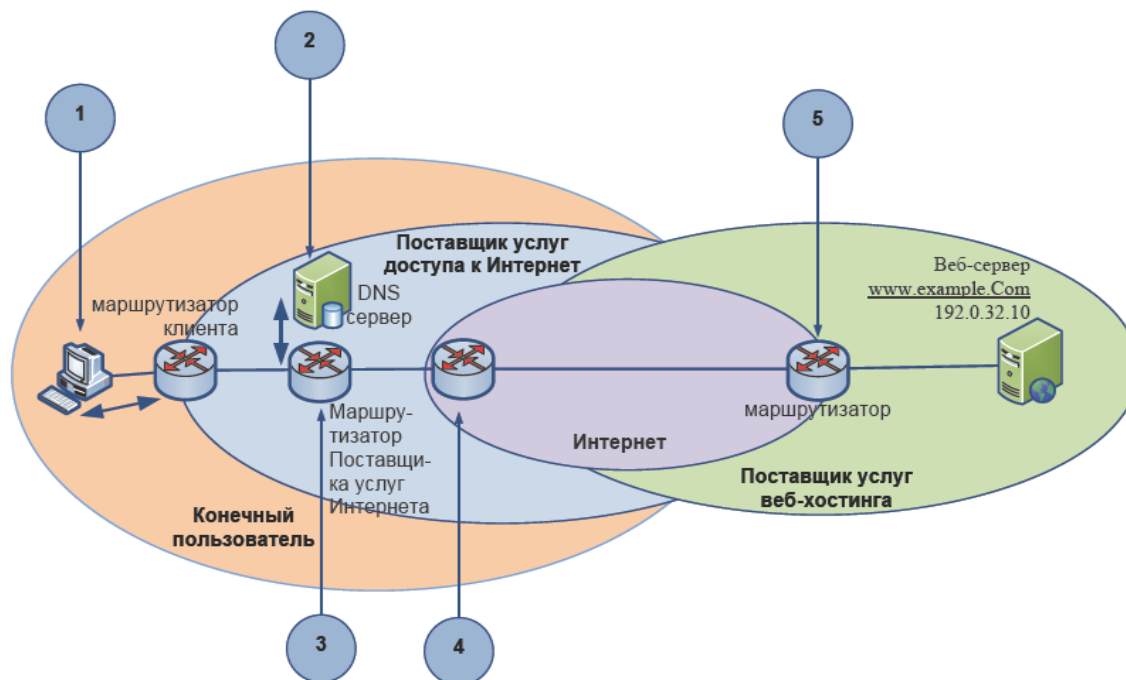 2
1
5
Поставщик услуг
доступа к Интернет
Веб-сервер
www.example.Com
192.0.32.10
DNS
сервер
маршрутизатор
клиента
маршрутизатор
Маршру-
тизатор
Поставщи-
ка услуг
Интернета
Интернет
Поставщик услуг
веб-хостинга
Конечный
пользователь
3
4